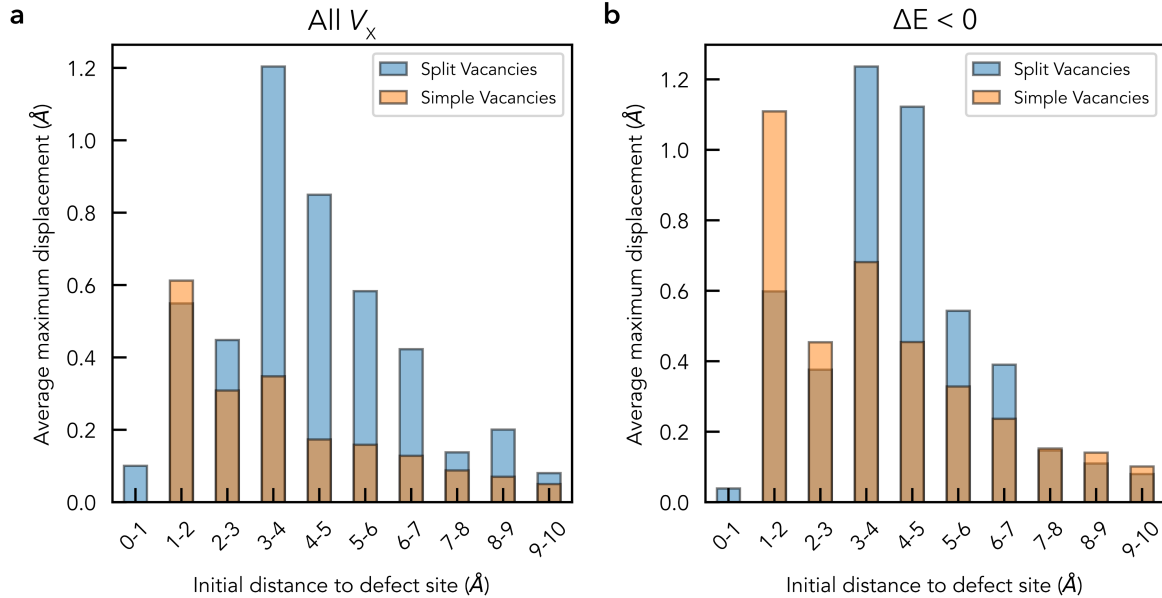 a
All Vₓ
Split Vacancies
Simple Vacancies
Average maximum displacement (Å)
1.2
1.0
0.8
0.6
0.4
0.2
0.0
0-1
1-2
2-3
3-4
4-5
5-6
6-7
7-8
8-9
9-10
Initial distance to defect site (Å)
b
ΔE < 0
Split Vacancies
Simple Vacancies
Average maximum displacement (Å)
1.2
1.0
0.8
0.6
0.4
0.2
0.0
0-1
1-2
2-3
3-4
4-5
5-6
6-7
7-8
8-9
9-10
Initial distance to defect site (Å)